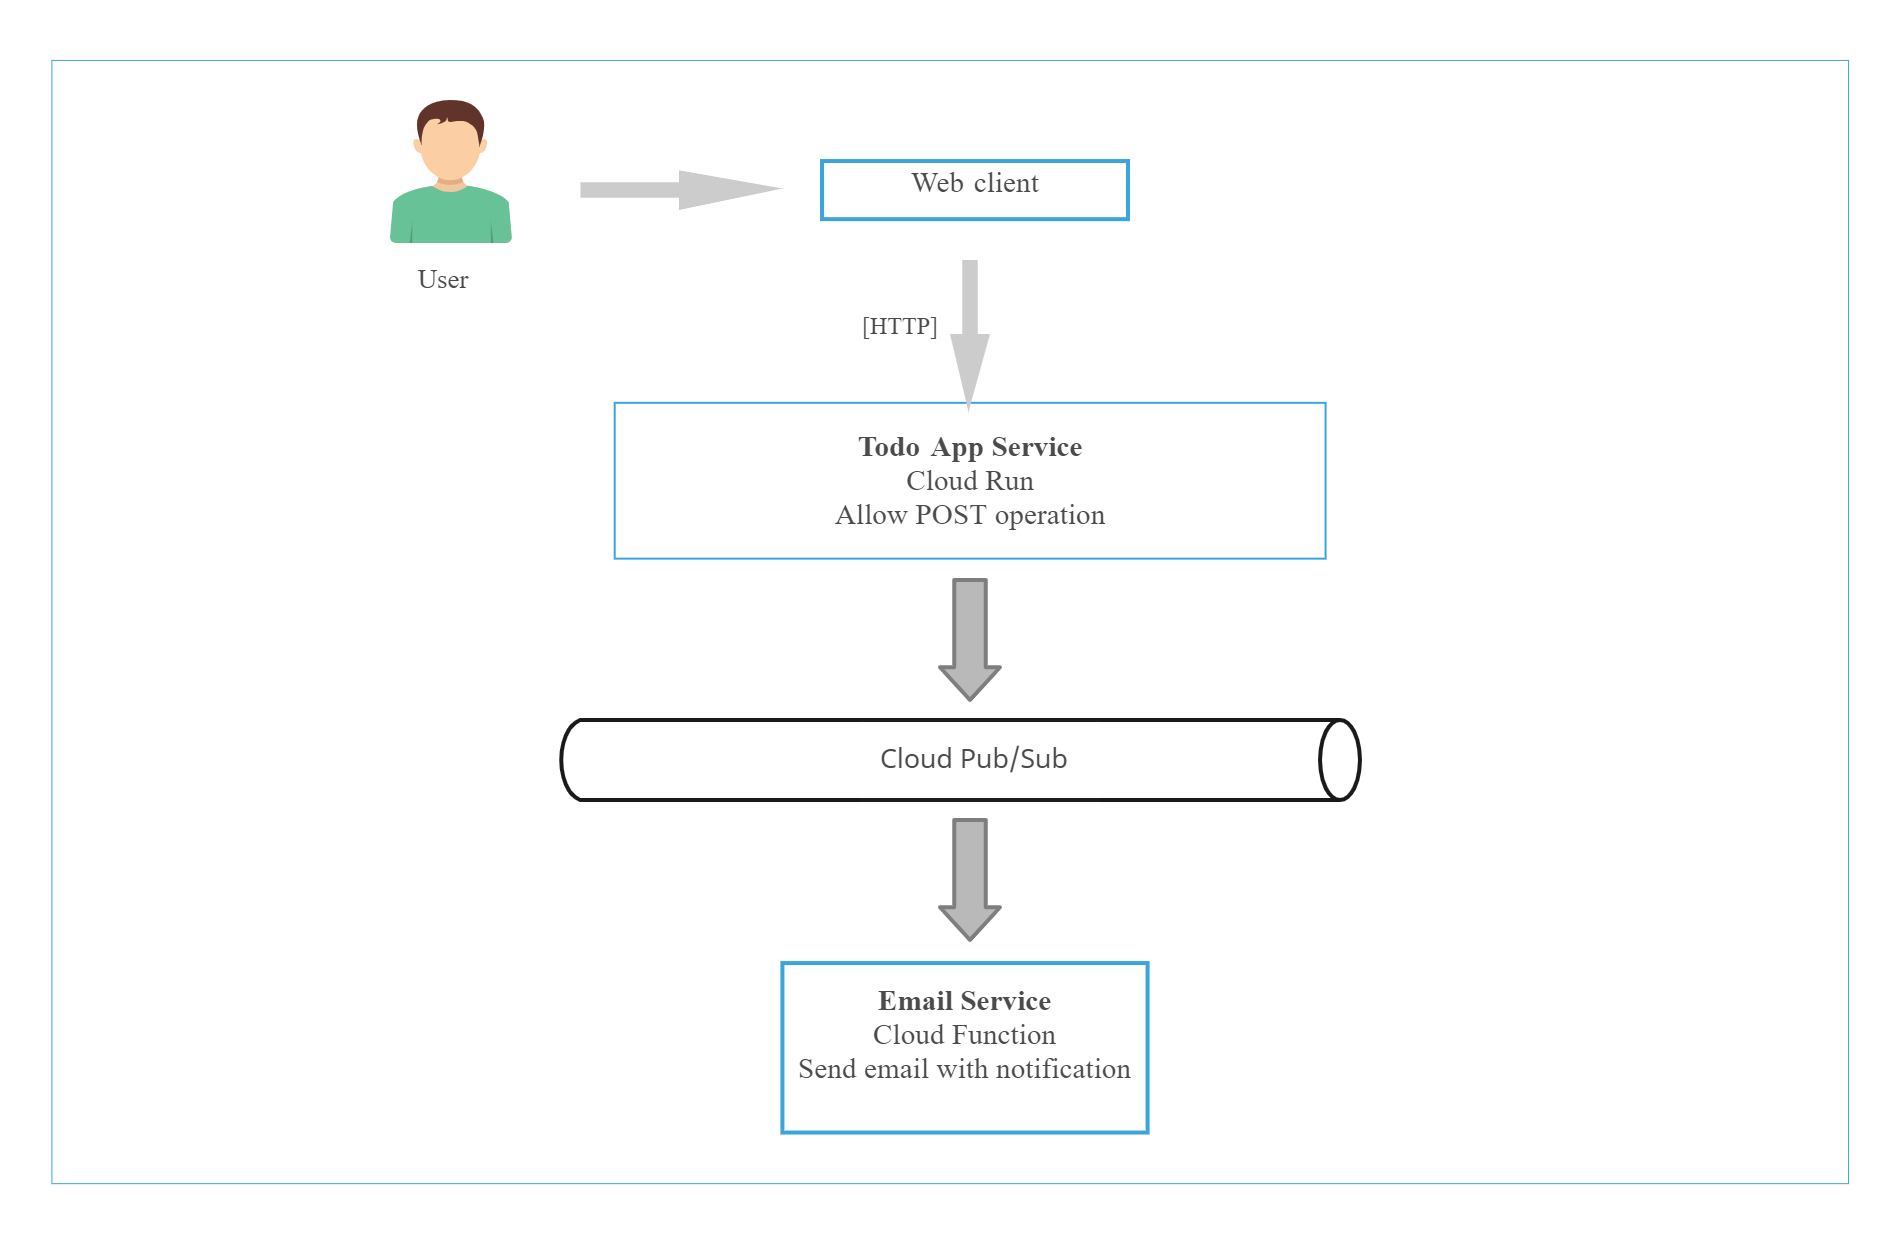 Web client
User
[HTTP]
Todo App Service
Cloud Run
Allow POST operation
Cloud Pub/Sub
Email Service
Cloud Function
Send email with notification